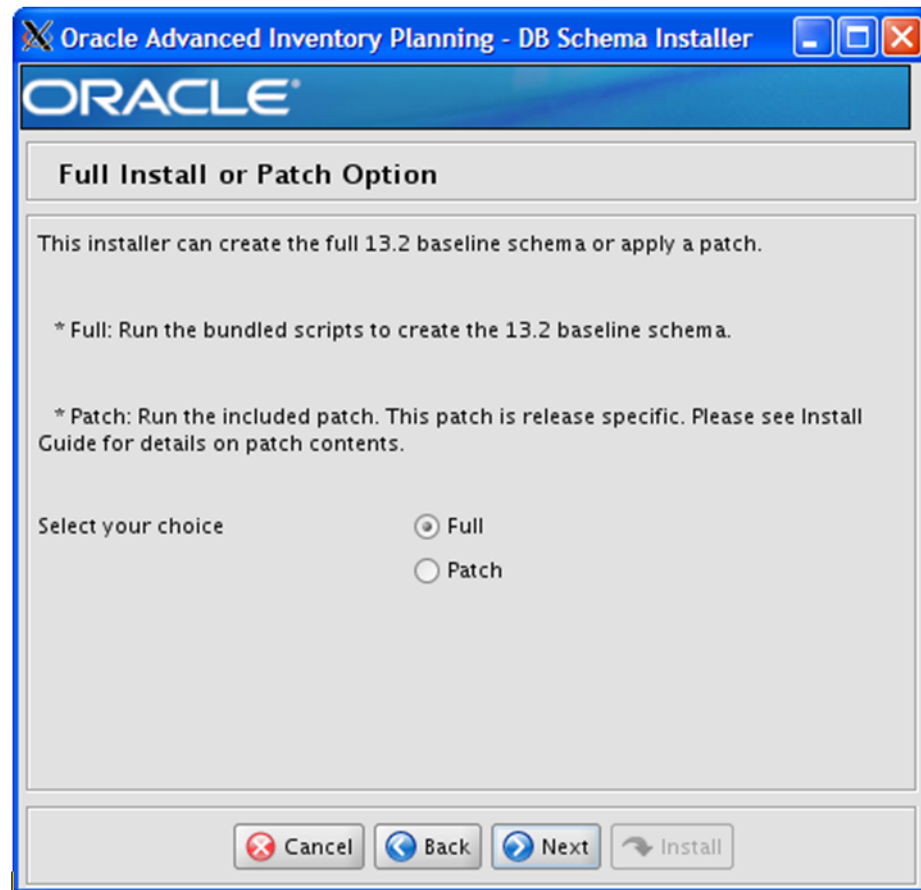 Oracle Advanced Inventory Planning - DB Schema Installer
ORACLE®
Full Install or Patch Option
This installer can create the full 13.2 baseline schema or apply a patch.
* Full: Run the bundled scripts to create the 13.2 baseline schema.
* Patch: Run the included patch. This patch is release specific. Please see Install
Guide for details on patch contents.
Select your choice
Full
Patch
Cancel
Back
Next
Install